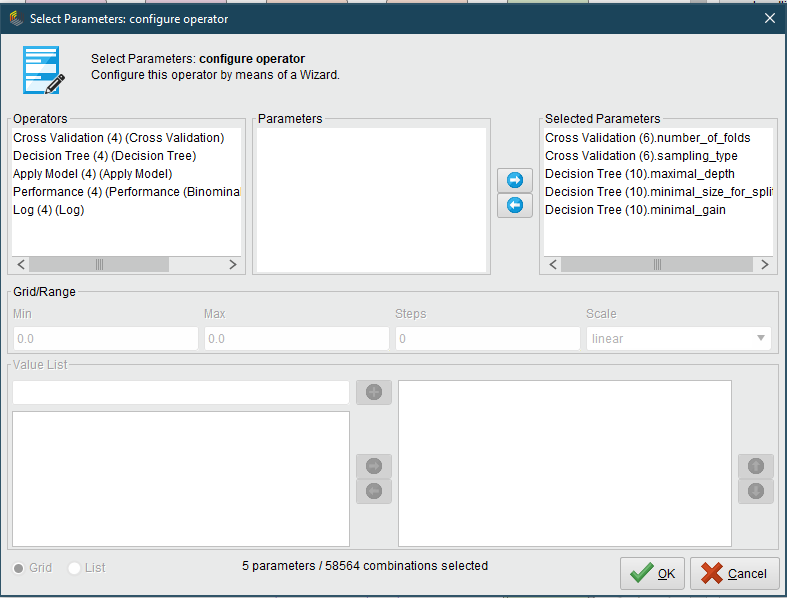 Select Parameters: configure operator
Select Parameters: configure operator
Configure this operator by means of a Wizard.
Operators
Cross Validation (4) (Cross Validation)
Decision Tree (4) (Decision Tree)
Apply Model (4) (Apply Model)
Performance (4) (Performance (Binominal
Log (4) (Log)
Parameters
Selected Parameters
Cross Validation (6).number_of_folds
Cross Validation (6).sampling_type
Decision Tree (10).maximal_depth
Decision Tree (10).minimal_size_for_split
Decision Tree (10).minimal_gain
Grid/Range
Min Max Steps Scale
0.0 0.0 0 linear
Value List
Grid List
5 parameters / 58564 combinations selected
OK Cancel